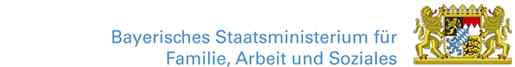 Bayerisches Staatsministerium für
Familie, Arbeit und Soziales